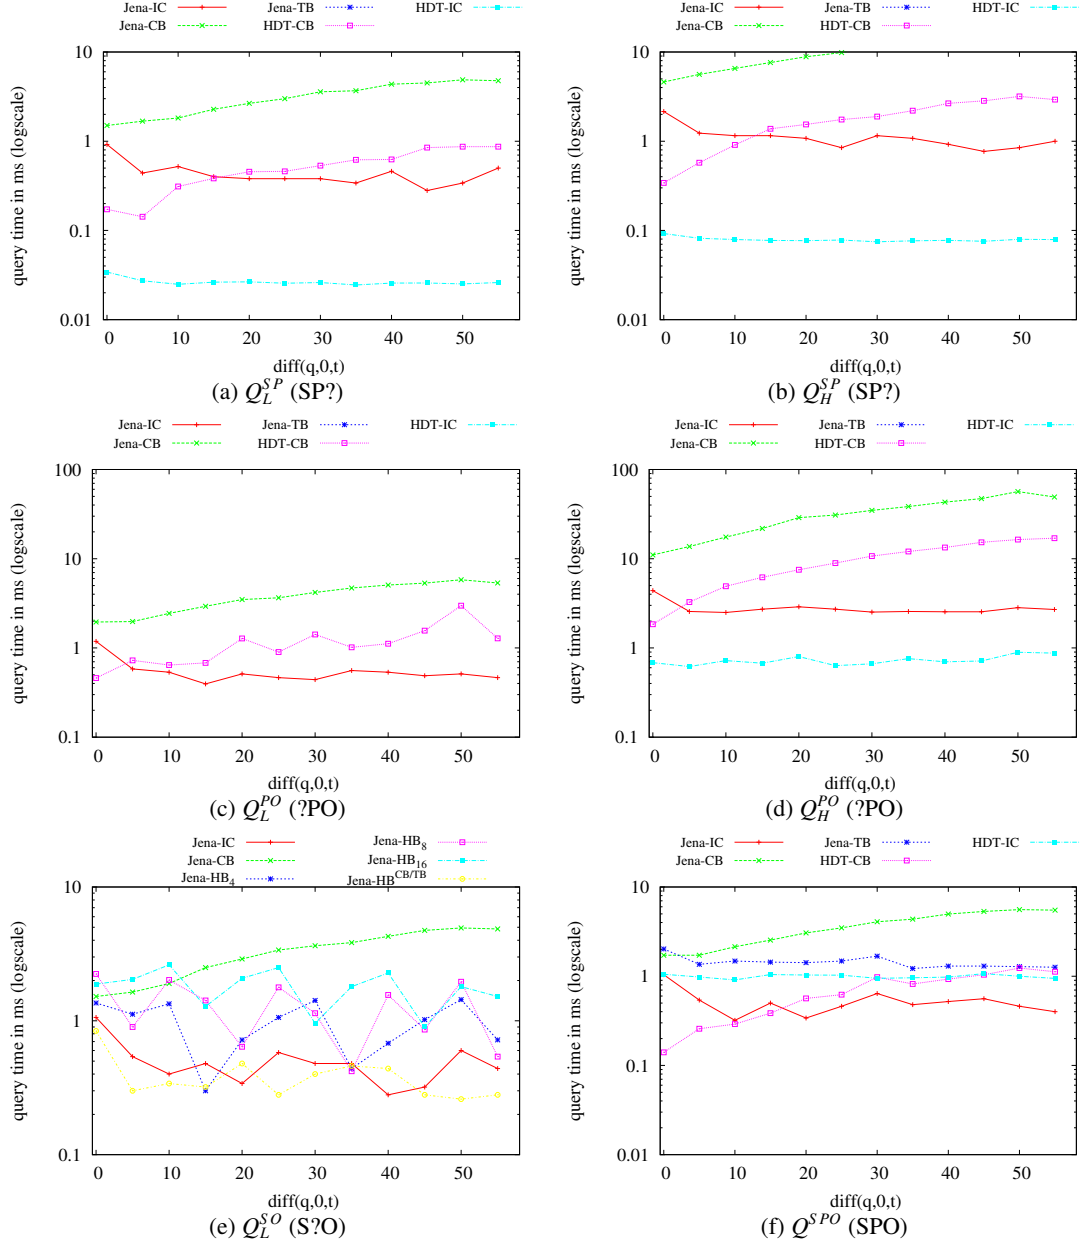 Jena-IC Jena-TB HDT-IC
Jena-CB HDT-CB
10
1
0.1
0.01
query time in ms (logscale)
0 10 20 30 40 50
diff(q,0,t)
(a) Q_L^{SP} (SP?)
Jena-IC Jena-TB HDT-IC
Jena-CB HDT-CB
10
1
0.1
0.01
query time in ms (logscale)
0 10 20 30 40 50
diff(q,0,t)
(b) Q_H^{SP} (SP?)
Jena-IC Jena-TB HDT-IC
Jena-CB HDT-CB
100
10
1
0.1
query time in ms (logscale)
0 10 20 30 40 50
diff(q,0,t)
(c) Q_L^{PO} (?PO)
Jena-IC Jena-TB HDT-IC
Jena-CB HDT-CB
100
10
1
0.1
query time in ms (logscale)
0 10 20 30 40 50
diff(q,0,t)
(d) Q_H^{PO} (?PO)
Jena-IC Jena-HB_8
Jena-CB Jena-HB_{16}
Jena-HB_4 Jena-HB^{CB/TB}
10
1
0.1
query time in ms (logscale)
0 10 20 30 40 50
diff(q,0,t)
(e) Q_L^{SO} (S?O)
Jena-IC Jena-TB HDT-IC
Jena-CB HDT-CB
10
1
0.1
0.01
query time in ms (logscale)
0 10 20 30 40 50
diff(q,0,t)
(f) Q^{SPO} (SPO)